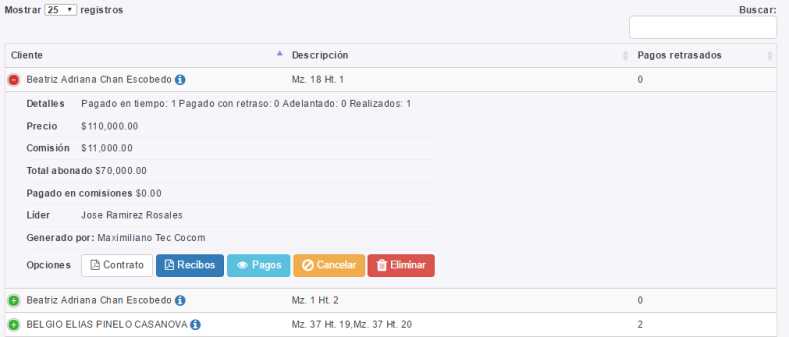 Mostrar 25 registros
Buscar:
Cliente Descripción Pagos retrasados
Beatriz Adriana Chan Escobedo Mz. 18 Ht. 1 0
Detalles Pagado en tiempo: 1 Pagado con retraso: 0 Adelantado: 0 Realizados: 1
Precio $110,000.00
Comisión $11,000.00
Total abonado $70,000.00
Pagado en comisiones $0.00
Líder Jose Ramirez Rosales
Generado por: Maximiliano Tec Cocom
Opciones Contrato Recibos Pagos Cancelar Eliminar
Beatriz Adriana Chan Escobedo Mz. 1 Ht. 2 0
BELGIO ELIAS PINELO CASANOVA Mz. 37 Ht. 19,Mz. 37 Ht. 20 2